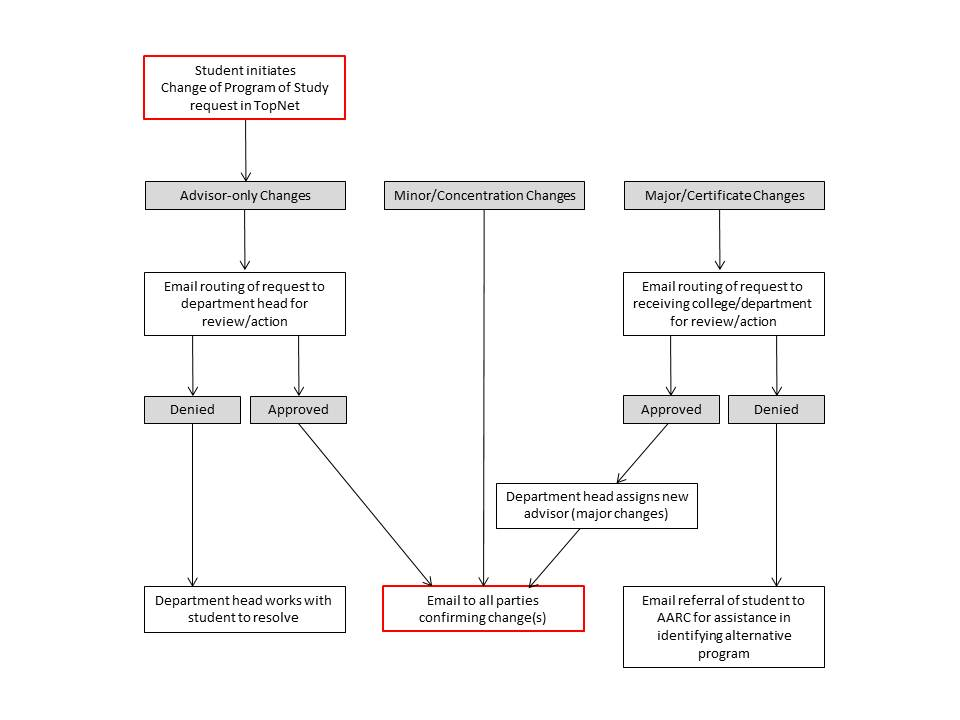 Student initiates
Change of Program of Study
request in TopNet
Advisor-only Changes
Minor/Concentration Changes
Major/Certificate Changes
Email routing of request to
department head for
review/action
Email routing of request to
receiving college/department
for review/action
Denied
Approved
Approved
Denied
Department head assigns new
advisor (major changes)
Department head works with
student to resolve
Email to all parties
confirming change(s)
Email referral of student to
AARC for assistance in
identifying alternative
program